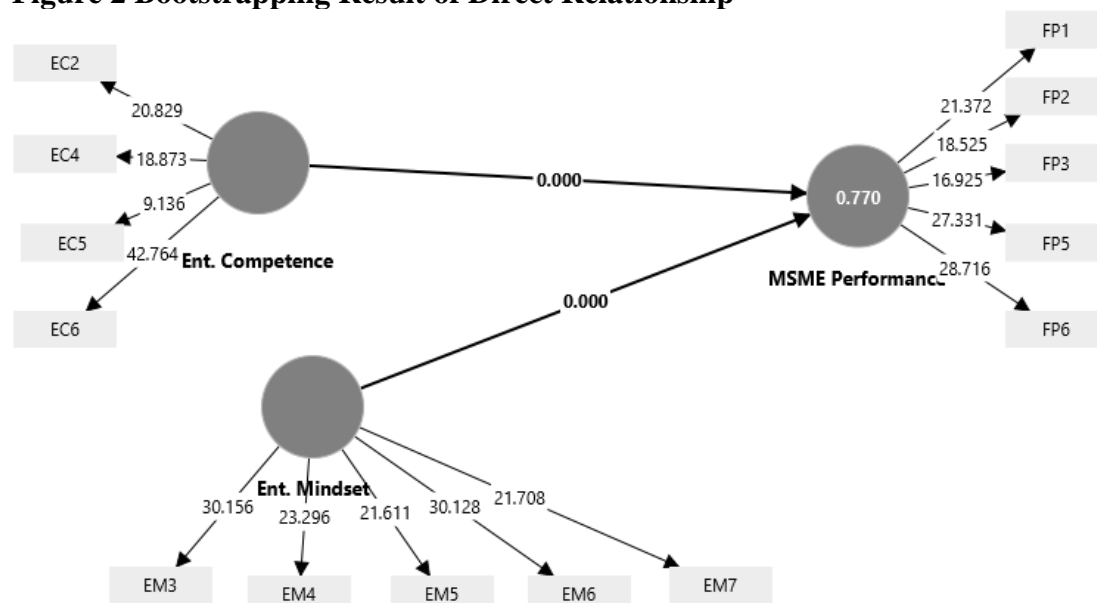 Figure 2 Bootstrapping Result of Direct Relationship
FP1
EC2
FP2
20.829
21.372
18.525
EC4
18.873
16.925
FP3
9.136
0.000
0.770
27.331
EC5
42.764
Ent. Competence
FP5
MSME Performance
28.716
0.000
EC6
FP6
Ent. Mindset
30.156
23.296
21.611
30.128
21.708
EM3
EM4
EM5
EM6
EM7